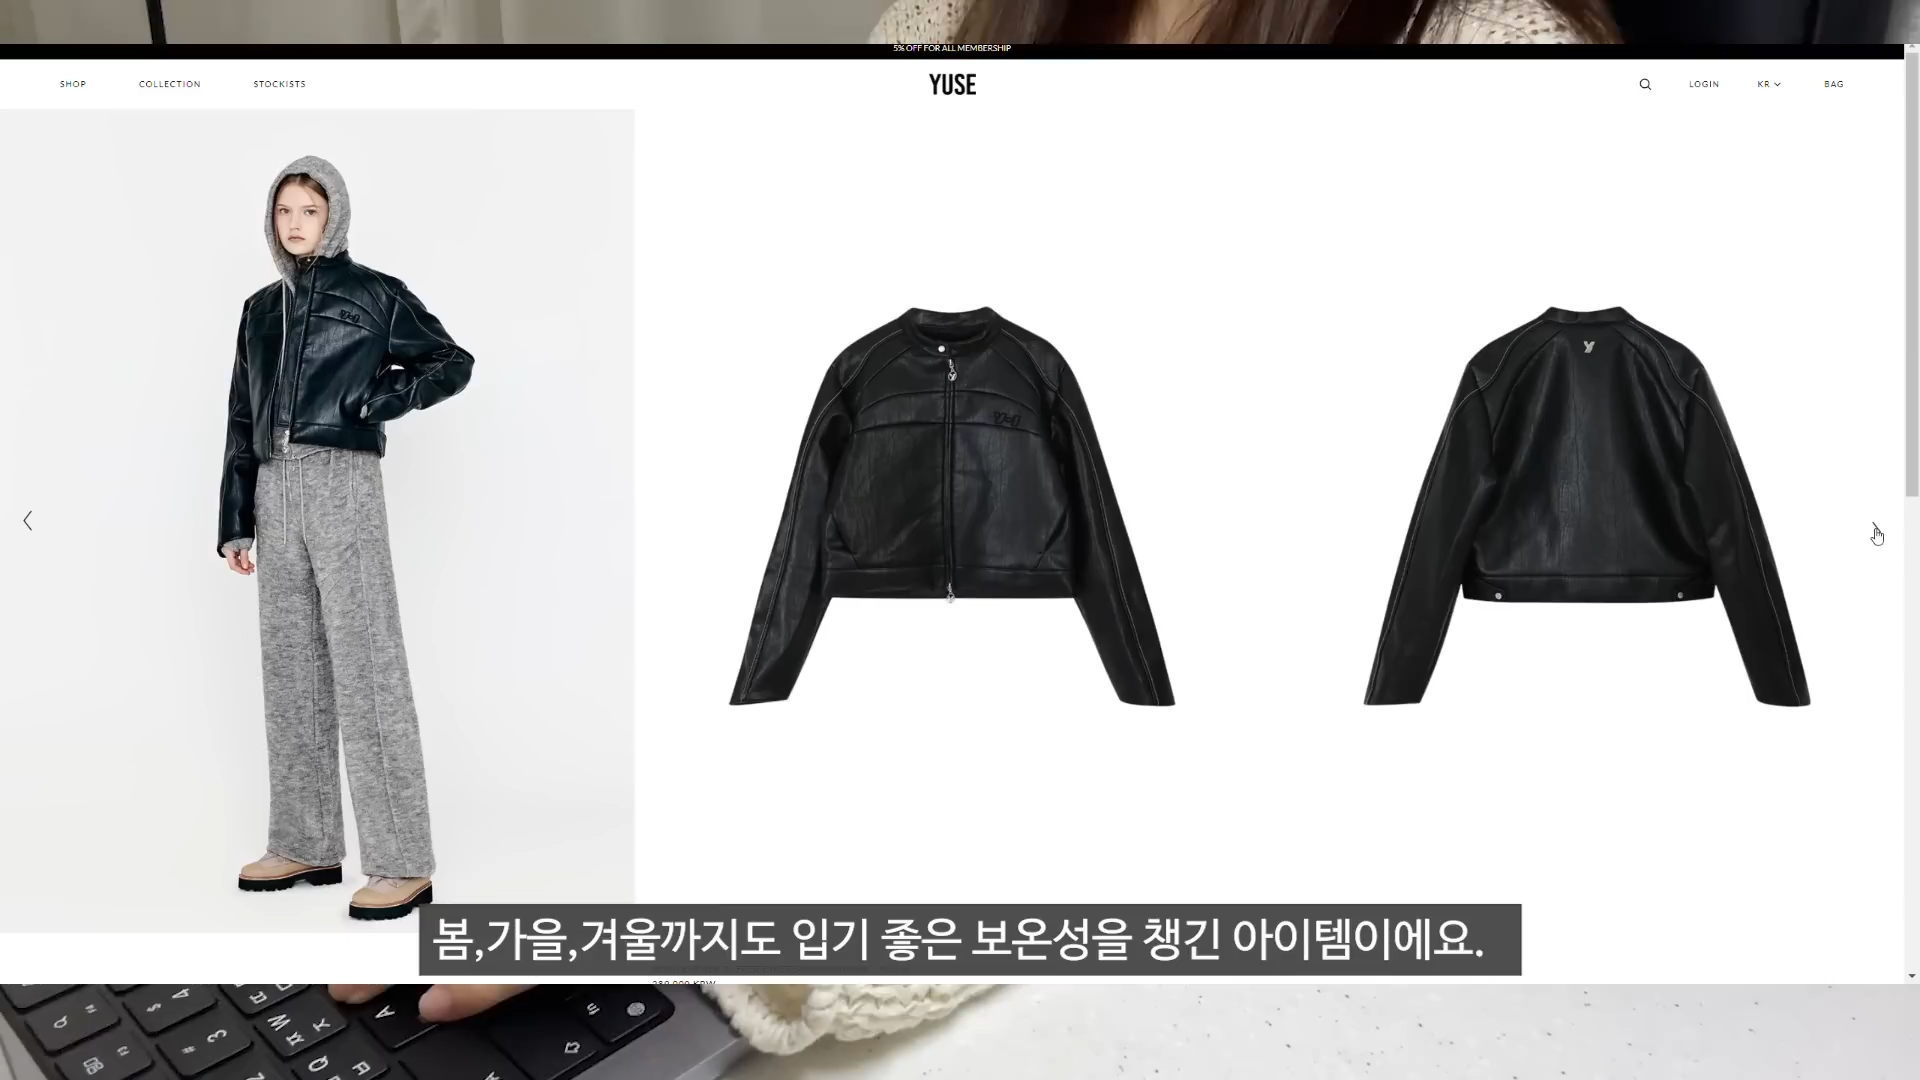 5% OFF FOR ALL MEMBERSHIP
SHOP COLLECTION STOCKISTS YUSE LOGIN KR BAG
봄,가을,겨울까지도 입기 좋은 보온성을 챙긴 아이템이에요.